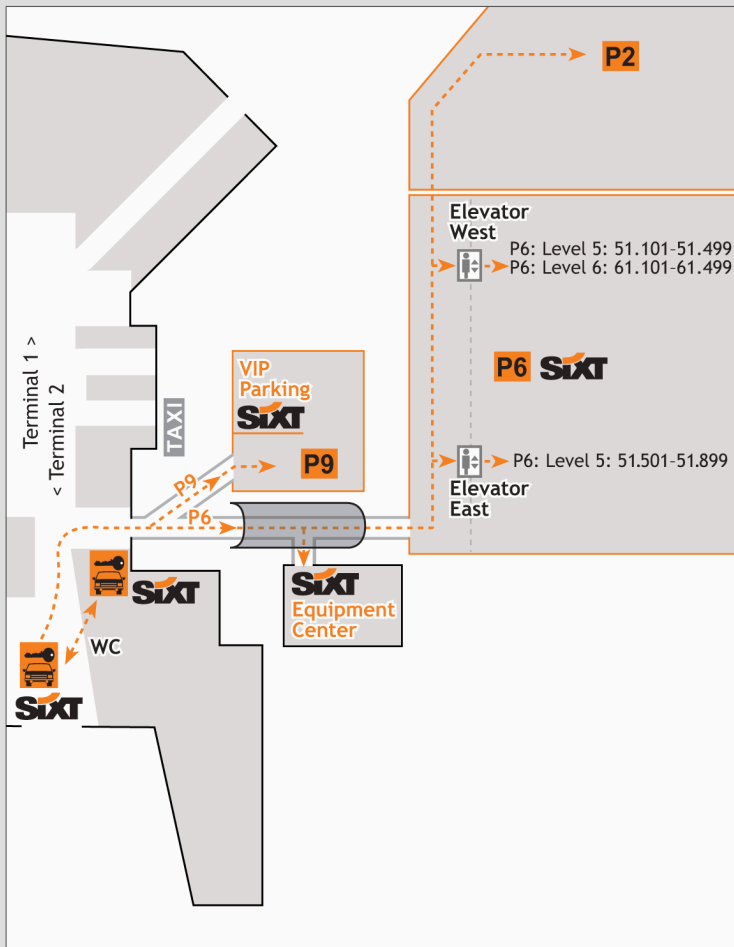 P2
Elevator
West
P6: Level 5: 51.101-51.499
P6: Level 6: 61.101-61.499
Terminal 1 >
< Terminal 2
TAXI
VIP
Parking
SIXT
P9
P6 SIXT
P6: Level 5: 51.501-51.899
Elevator
East
P9
P6
SIXT
Equipment
Center
SIXT
WC
SIXT